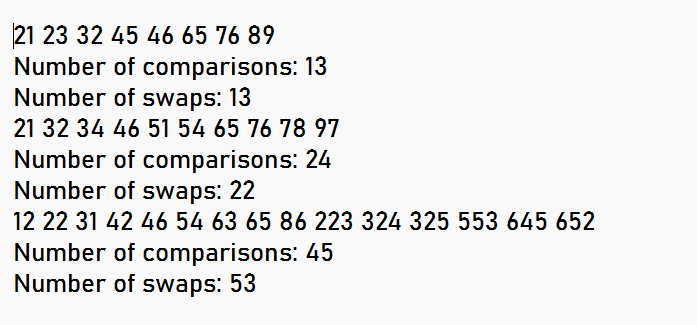 21 23 32 45 46 65 76 89
Number of comparisons: 13
Number of swaps: 13
21 32 34 46 51 54 65 76 78 97
Number of comparisons: 24
Number of swaps: 22
12 22 31 42 46 54 63 65 86 223 324 325 553 645 652
Number of comparisons: 45
Number of swaps: 53